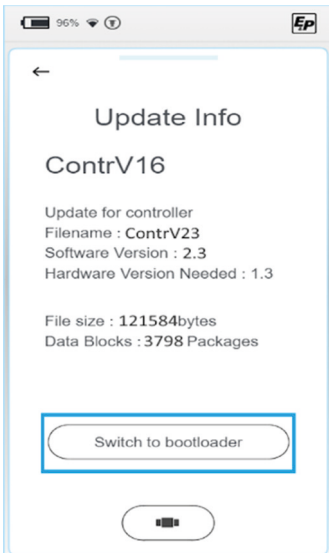 96%
EP
Update Info
ContrV16
Update for controller
Filename : ContrV23
Software Version : 2.3
Hardware Version Needed : 1.3
File size : 121584bytes
Data Blocks : 3798 Packages
Switch to bootloader